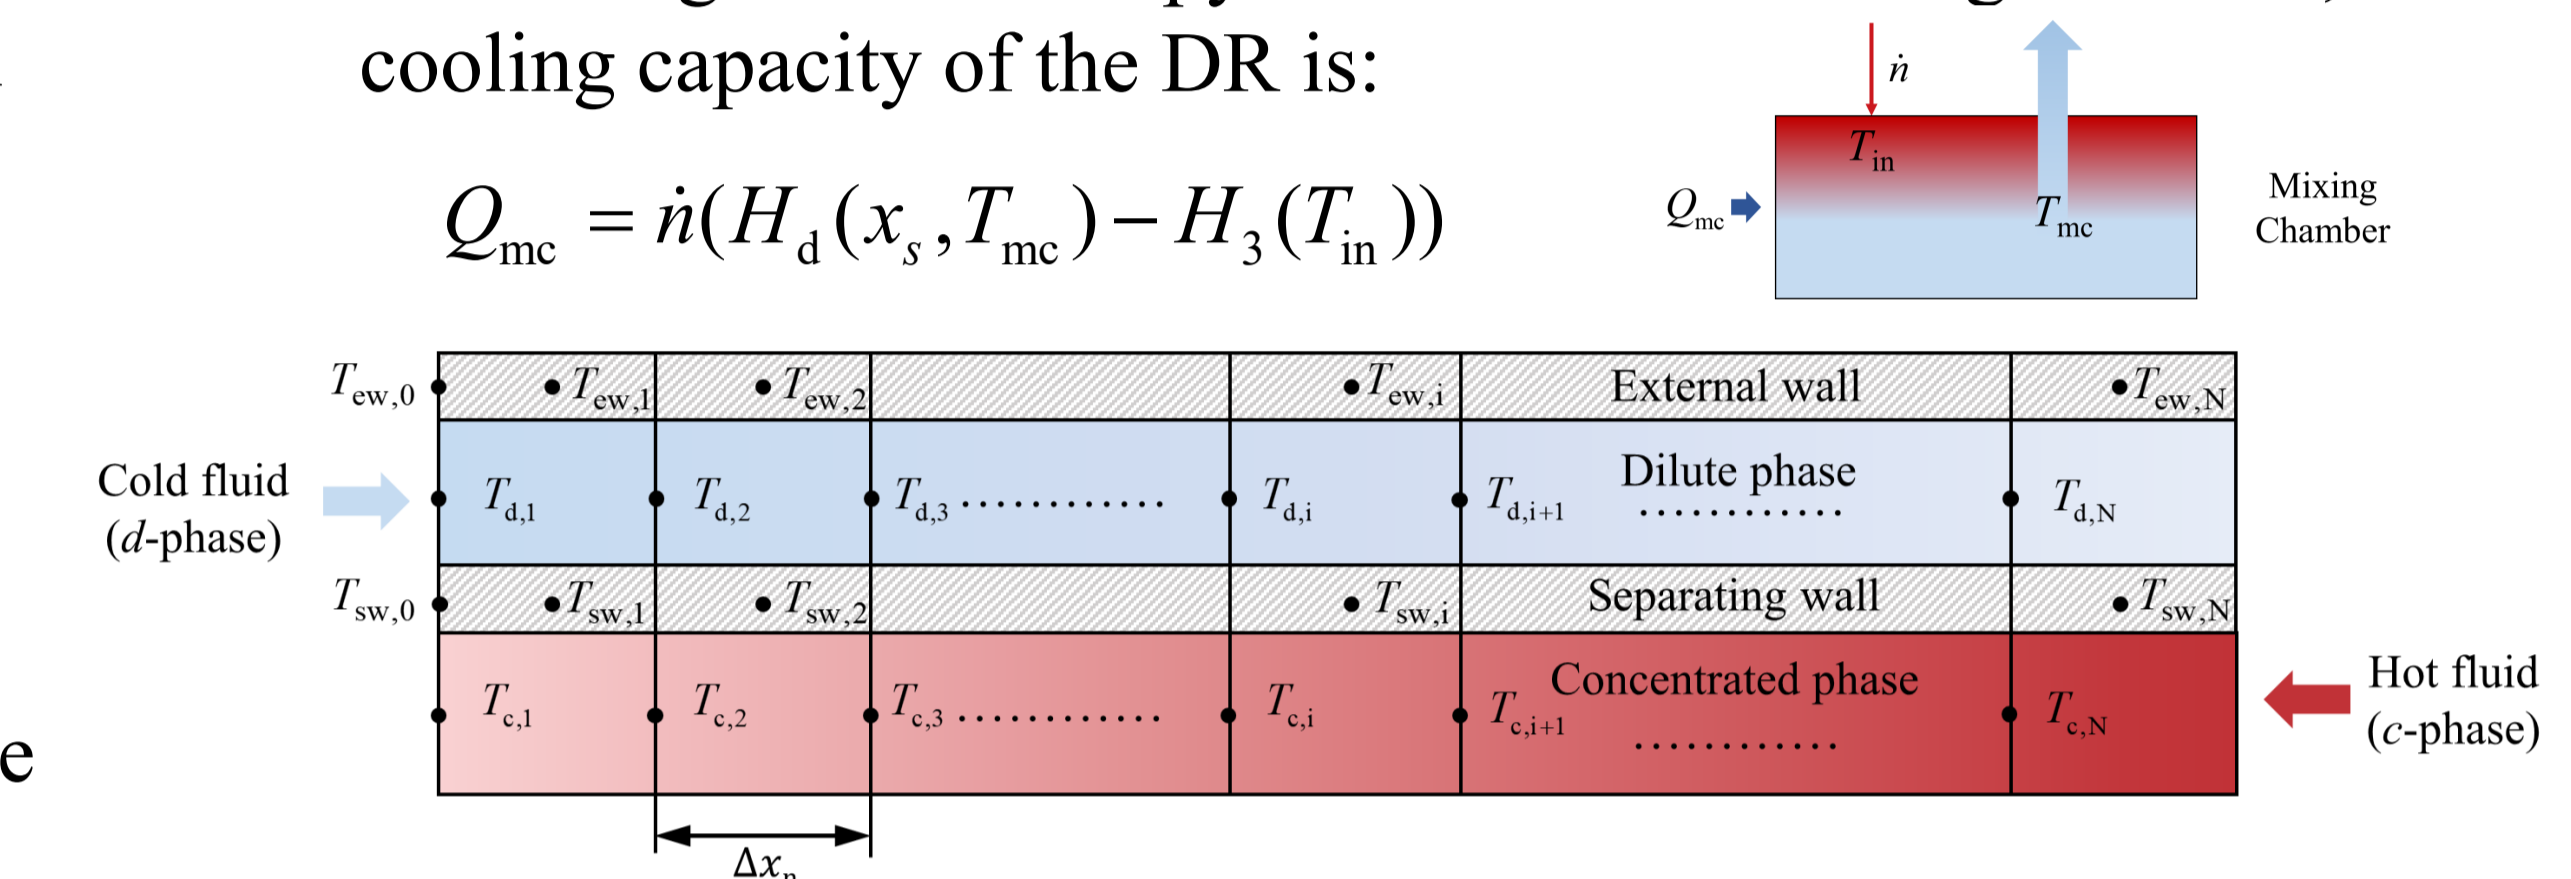 cooling capacity of the DR is:
Q_mc = ṅ(H_d(x_s, T_mc) − H_3(T_in))
ṅ
T_in
Q_mc
T_mc
Mixing
Chamber
T_ew,0
T_ew,1
T_ew,2
T_ew,i
External wall
T_ew,N
Cold fluid
(d-phase)
T_d,1
T_d,2
T_d,3 ............
T_d,i
T_d,i+1
Dilute phase
............
T_d,N
T_sw,0
T_sw,1
T_sw,2
T_sw,i
Separating wall
T_sw,N
T_c,1
T_c,2
T_c,3 ............
T_c,i
T_c,i+1
Concentrated phase
............
T_c,N
Hot fluid
(c-phase)
e
Δx_n